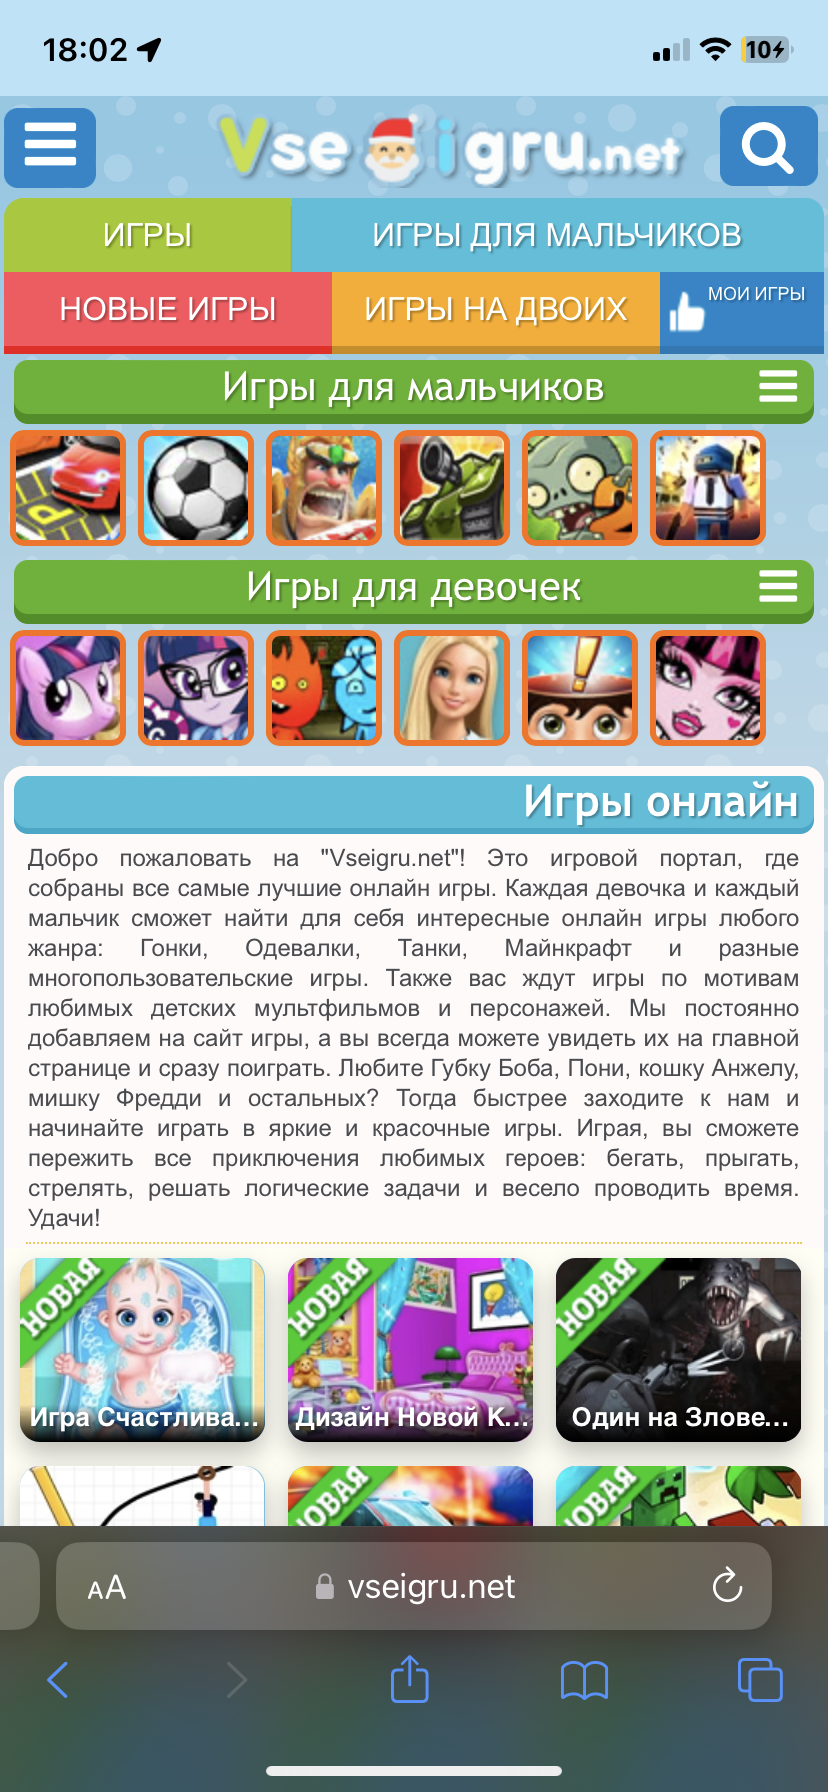 18:02
10
Vse igru.net
ИГРЫ
ИГРЫ ДЛЯ МАЛЬЧИКОВ
НОВЫЕ ИГРЫ
ИГРЫ НА ДВОИХ
МОИ ИГРЫ
Игры для мальчиков
P
2
Игры для девочек
Игры онлайн
Добро пожаловать на "Vseigru.net"! Это игровой портал, где
собраны все самые лучшие онлайн игры. Каждая девочка и каждый
мальчик сможет найти для себя интересные онлайн игры любого
жанра: Гонки, Одевалки, Танки, Майнкрафт и разные
многопользовательские игры. Также вас ждут игры по мотивам
любимых детских мультфильмов и персонажей. Мы постоянно
добавляем на сайт игры, а вы всегда можете увидеть их на главной
странице и сразу поиграть. Любите Губку Боба, Пони, кошку Анжелу,
мишку Фредди и остальных? Тогда быстрее заходите к нам и
начинайте играть в яркие и красочные игры. Играя, вы сможете
пережить все приключения любимых героев: бегать, прыгать,
стрелять, решать логические задачи и весело проводить время.
Удачи!
НОВАЯ
НОВАЯ
НОВАЯ
Игра Счастлива...
Дизайн Новой К...
Один на Злове...
НОВАЯ
НОВАЯ
AA
vseigru.net